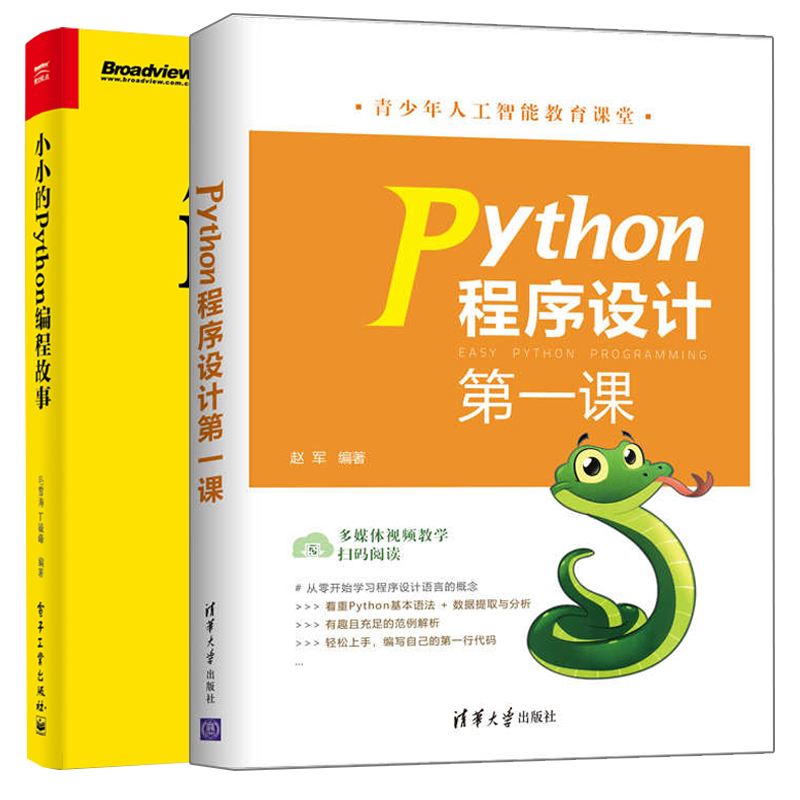 Broadview
www.broadview.com.c
小小的Python编程故事
编著
电子工业出版社
Python程序设计第一课
清华大学出版社
青少年人工智能教育课堂
Python
程序设计
EASY PYTHON PROGRAMMING
第一课
赵军 编著
多媒体视频教学
扫码阅读
# 从零开始学习程序设计语言的概念
>>> 着重Python基本语法 + 数据提取与分析
>>> 有趣且充足的范例解析
>>> 轻松上手，编写自己的第一行代码
...
清华大学出版社